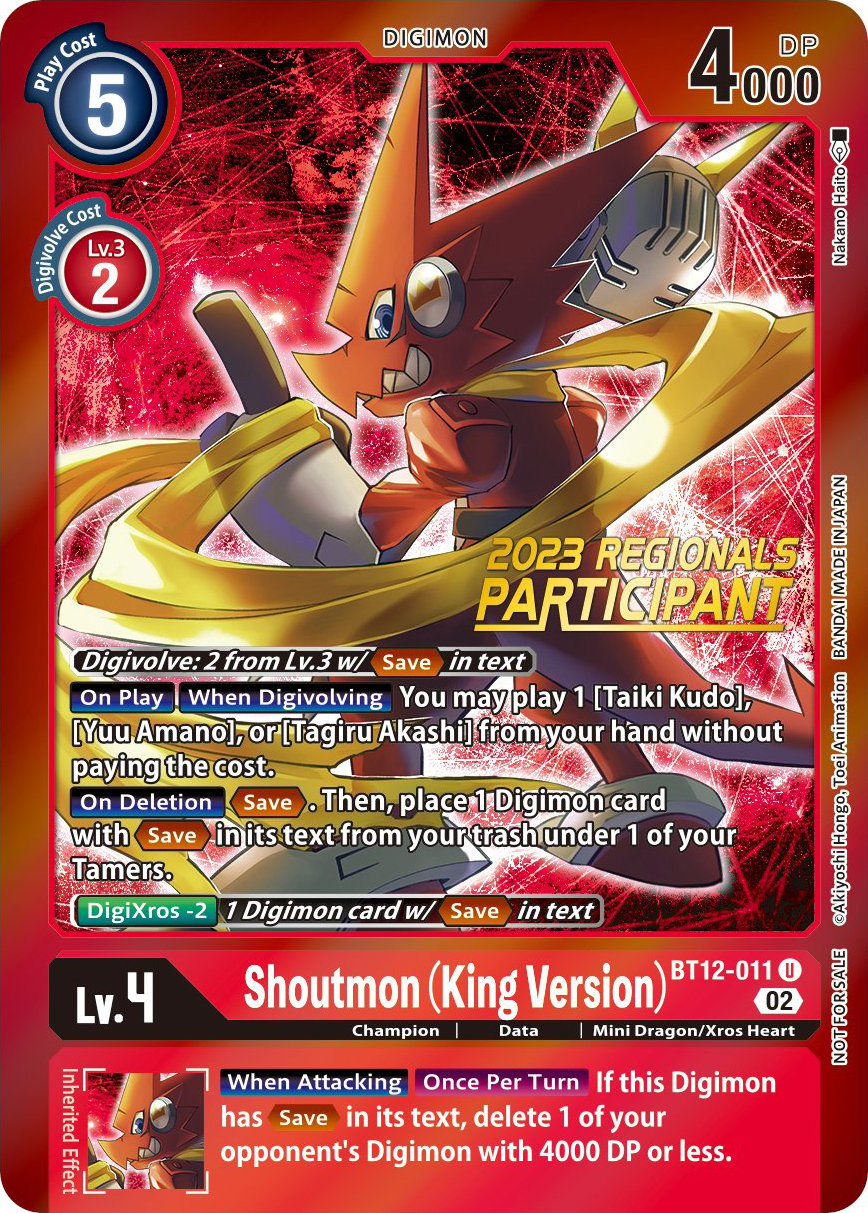 DIGIMON
Play Cost
5
DP
4000
Digivolve Cost
Lv.3
2
Nakano Haito
2023 REGIONALS
PARTICIPANT
Digivolve: 2 from Lv.3 w/ Save in text
On Play When Digivolving You may play 1 [Taiki Kudo],
[Yuu Amano], or [Tagiru Akashi] from your hand without
paying the cost.
On Deletion Save . Then, place 1 Digimon card
with Save in its text from your trash under 1 of your
Tamers.
DigiXros -2 1 Digimon card w/ Save in text
©Akiyoshi Hongo, Toei Animation BANDAI MADE IN JAPAN
NOT FOR SALE
Lv.4
Shoutmon (King Version)
BT12-011 U
02
Champion | Data | Mini Dragon/Xros Heart
Inherited Effect
When Attacking Once Per Turn If this Digimon
has Save in its text, delete 1 of your
opponent's Digimon with 4000 DP or less.